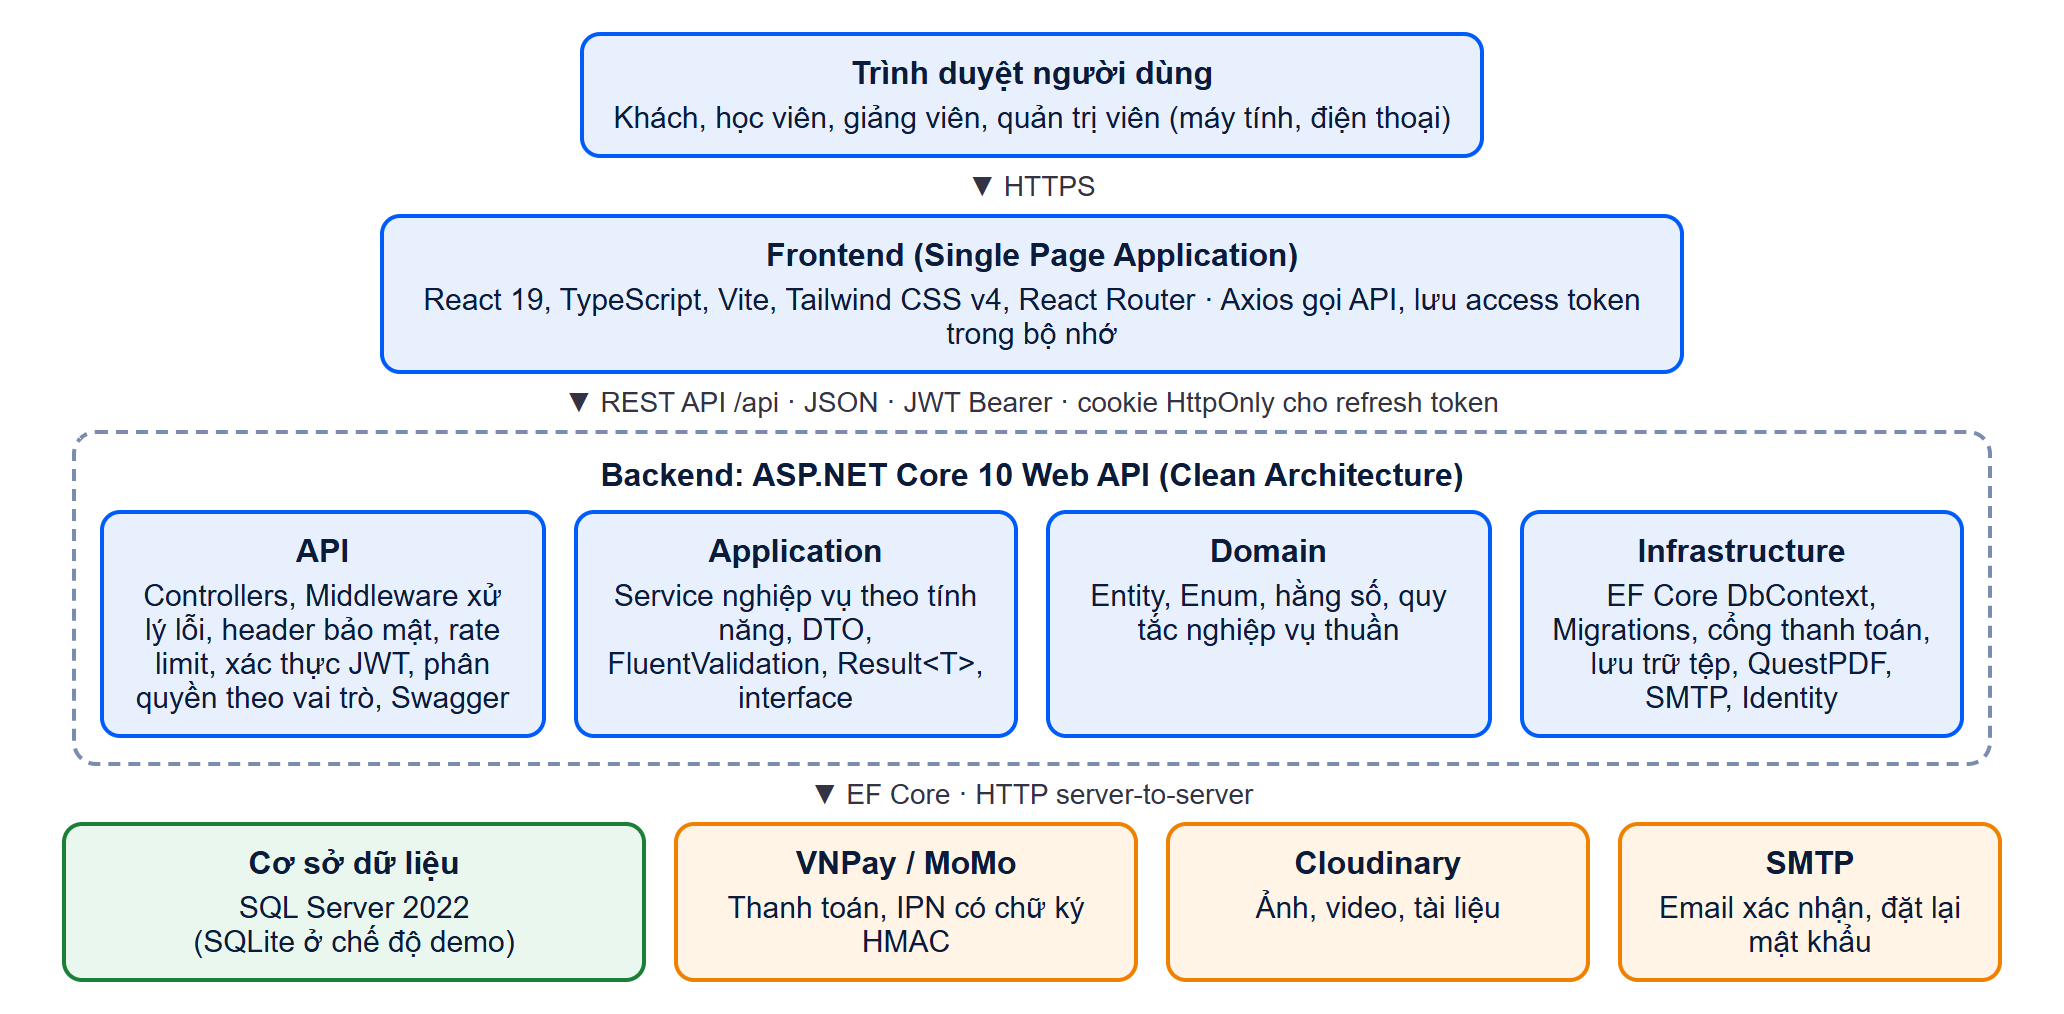 Trình duyệt người dùng
Khách, học viên, giảng viên, quản trị viên (máy tính, điện thoại)
▼ HTTPS
Frontend (Single Page Application)
React 19, TypeScript, Vite, Tailwind CSS v4, React Router · Axios gọi API, lưu access token
trong bộ nhớ
▼ REST API /api · JSON · JWT Bearer · cookie HttpOnly cho refresh token
Backend: ASP.NET Core 10 Web API (Clean Architecture)
API
Controllers, Middleware xử
lý lỗi, header bảo mật, rate
limit, xác thực JWT, phân
quyền theo vai trò, Swagger
Application
Service nghiệp vụ theo tính
năng, DTO,
FluentValidation, Result<T>,
interface
Domain
Entity, Enum, hằng số, quy
tắc nghiệp vụ thuần
Infrastructure
EF Core DbContext,
Migrations, cổng thanh toán,
lưu trữ tệp, QuestPDF,
SMTP, Identity
▼ EF Core · HTTP server-to-server
Cơ sở dữ liệu
SQL Server 2022
(SQLite ở chế độ demo)
VNPay / MoMo
Thanh toán, IPN có chữ ký
HMAC
Cloudinary
Ảnh, video, tài liệu
SMTP
Email xác nhận, đặt lại
mật khẩu